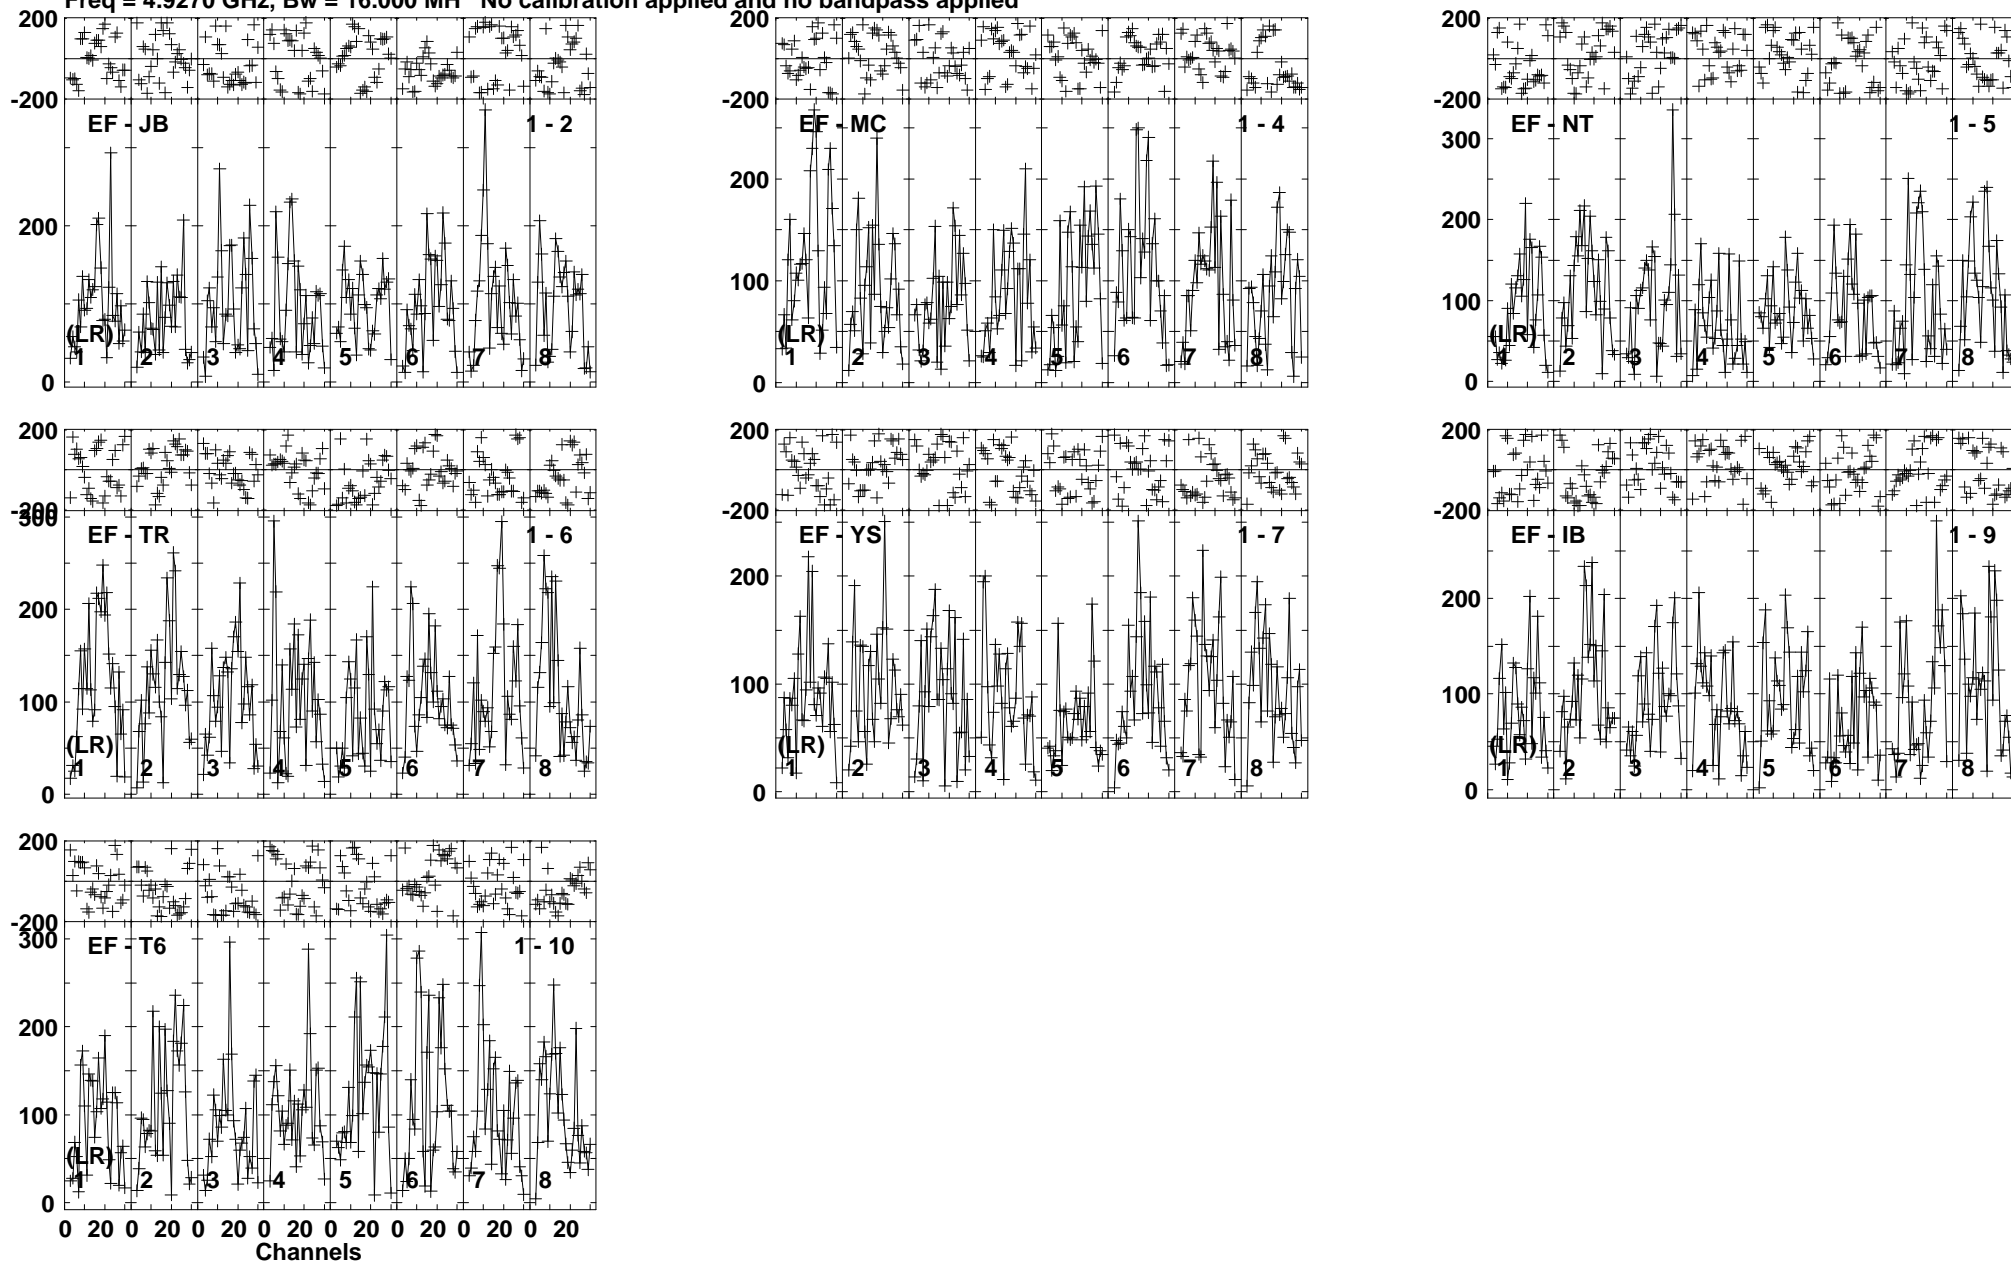 Freq = 4.9270 GHz, Bw = 16.000 MH No calibration applied and no bandpass applied
200
-200
EF - JB 1 - 2
200
(LR)
1 2 3 4 5 6 7 8
0
200
-200
EF - MC 1 - 4
200
100
(LR)
1 2 3 4 5 6 7 8
0
200
-200
EF - NT 1 - 5
300
200
100
(LR)
1 2 3 4 5 6 7 8
0
200
-200
300
EF - TR 1 - 6
200
100
(LR)
1 2 3 4 5 6 7 8
0
200
-200
EF - YS 1 - 7
200
100
(LR)
1 2 3 4 5 6 7 8
0
200
-200
EF - IB 1 - 9
200
100
(LR)
1 2 3 4 5 6 7 8
0
200
-200
300
EF - T6 1 - 10
200
100
(LR)
1 2 3 4 5 6 7 8
0
0 20 0 20 0 20 0 20 0 20 0 20 0 20 0 20
Channels